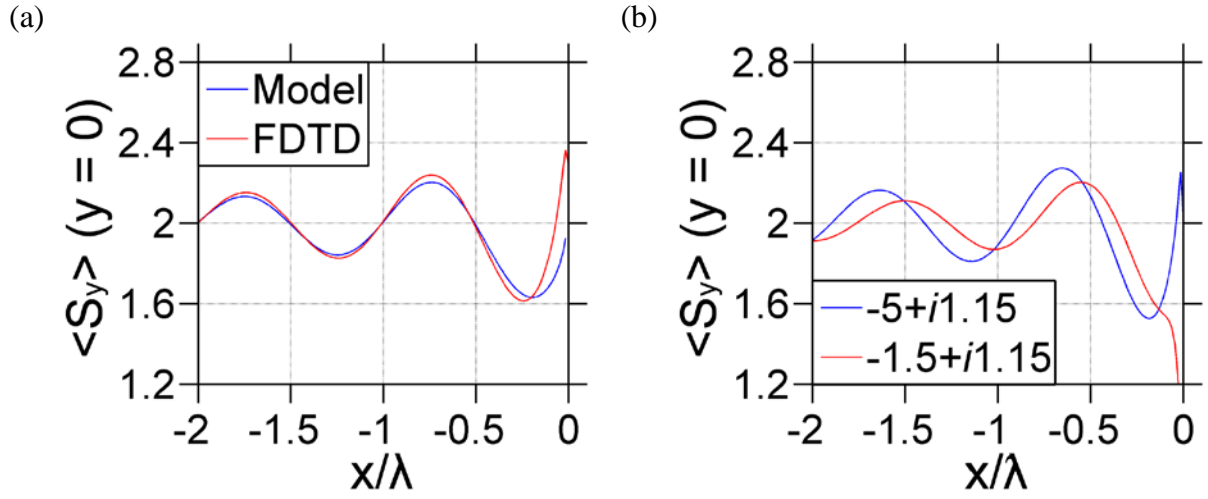 (a)
(b)
<Sy> (y = 0)
2.8
2.4
2
1.6
1.2
Model
FDTD
-2 -1.5 -1 -0.5 0
x/λ
<Sy> (y = 0)
2.8
2.4
2
1.6
1.2
-5+i1.15
-1.5+i1.15
-2 -1.5 -1 -0.5 0
x/λ